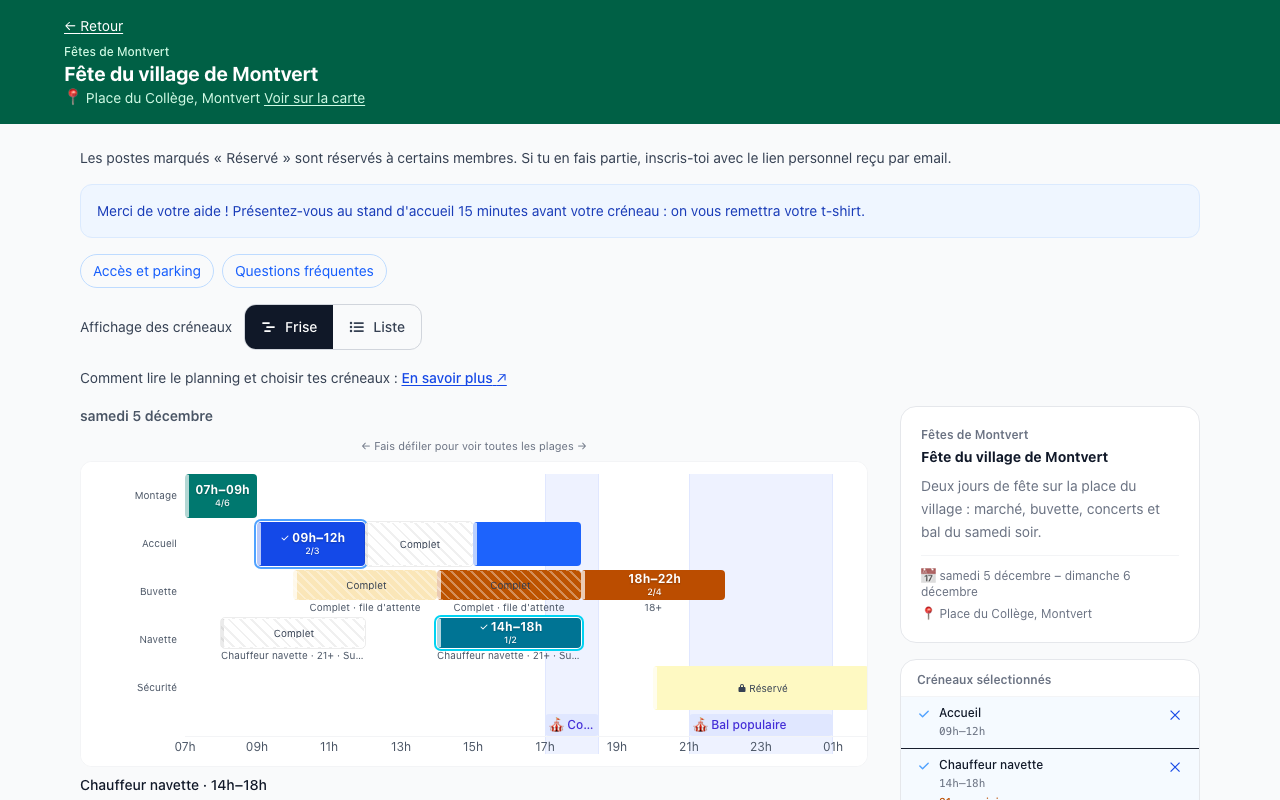 ← Retour
Fêtes de Montvert
Fête du village de Montvert
📍 Place du Collège, Montvert Voir sur la carte
Les postes marqués « Réservé » sont réservés à certains membres. Si tu en fais partie, inscris-toi avec le lien personnel reçu par email.
Merci de votre aide ! Présentez-vous au stand d'accueil 15 minutes avant votre créneau : on vous remettra votre t-shirt.
Accès et parking
Questions fréquentes
Affichage des créneaux
Frise
Liste
Comment lire le planning et choisir tes créneaux : En savoir plus ↗
samedi 5 décembre
← Fais défiler pour voir toutes les plages →
Montage
07h–09h
4/6
Accueil
✓ 09h–12h
2/3
Complet
Buvette
Complet
Complet · file d'attente
Complet
Complet · file d'attente
18h–22h
2/4
18+
Navette
Complet
Chauffeur navette · 21+ · Su…
✓ 14h–18h
1/2
Chauffeur navette · 21+ · Su…
Sécurité
🔒 Réservé
🎪 Co…
🎪 Bal populaire
07h 09h 11h 13h 15h 17h 19h 21h 23h 01h
Chauffeur navette · 14h–18h
Fêtes de Montvert
Fête du village de Montvert
Deux jours de fête sur la place du
village : marché, buvette, concerts et
bal du samedi soir.
📅 samedi 5 décembre – dimanche 6
décembre
📍 Place du Collège, Montvert
Créneaux sélectionnés
✓ Accueil
09h–12h
✓ Chauffeur navette
14h–18h